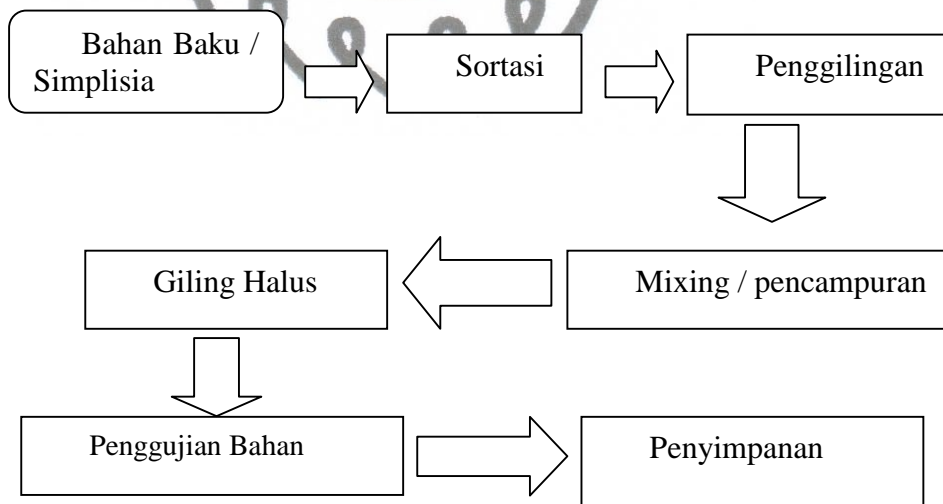 Bahan Baku /
Simplisia
Sortasi
Penggilingan
Mixing / pencampuran
Giling Halus
Penggujian Bahan
Penyimpanan